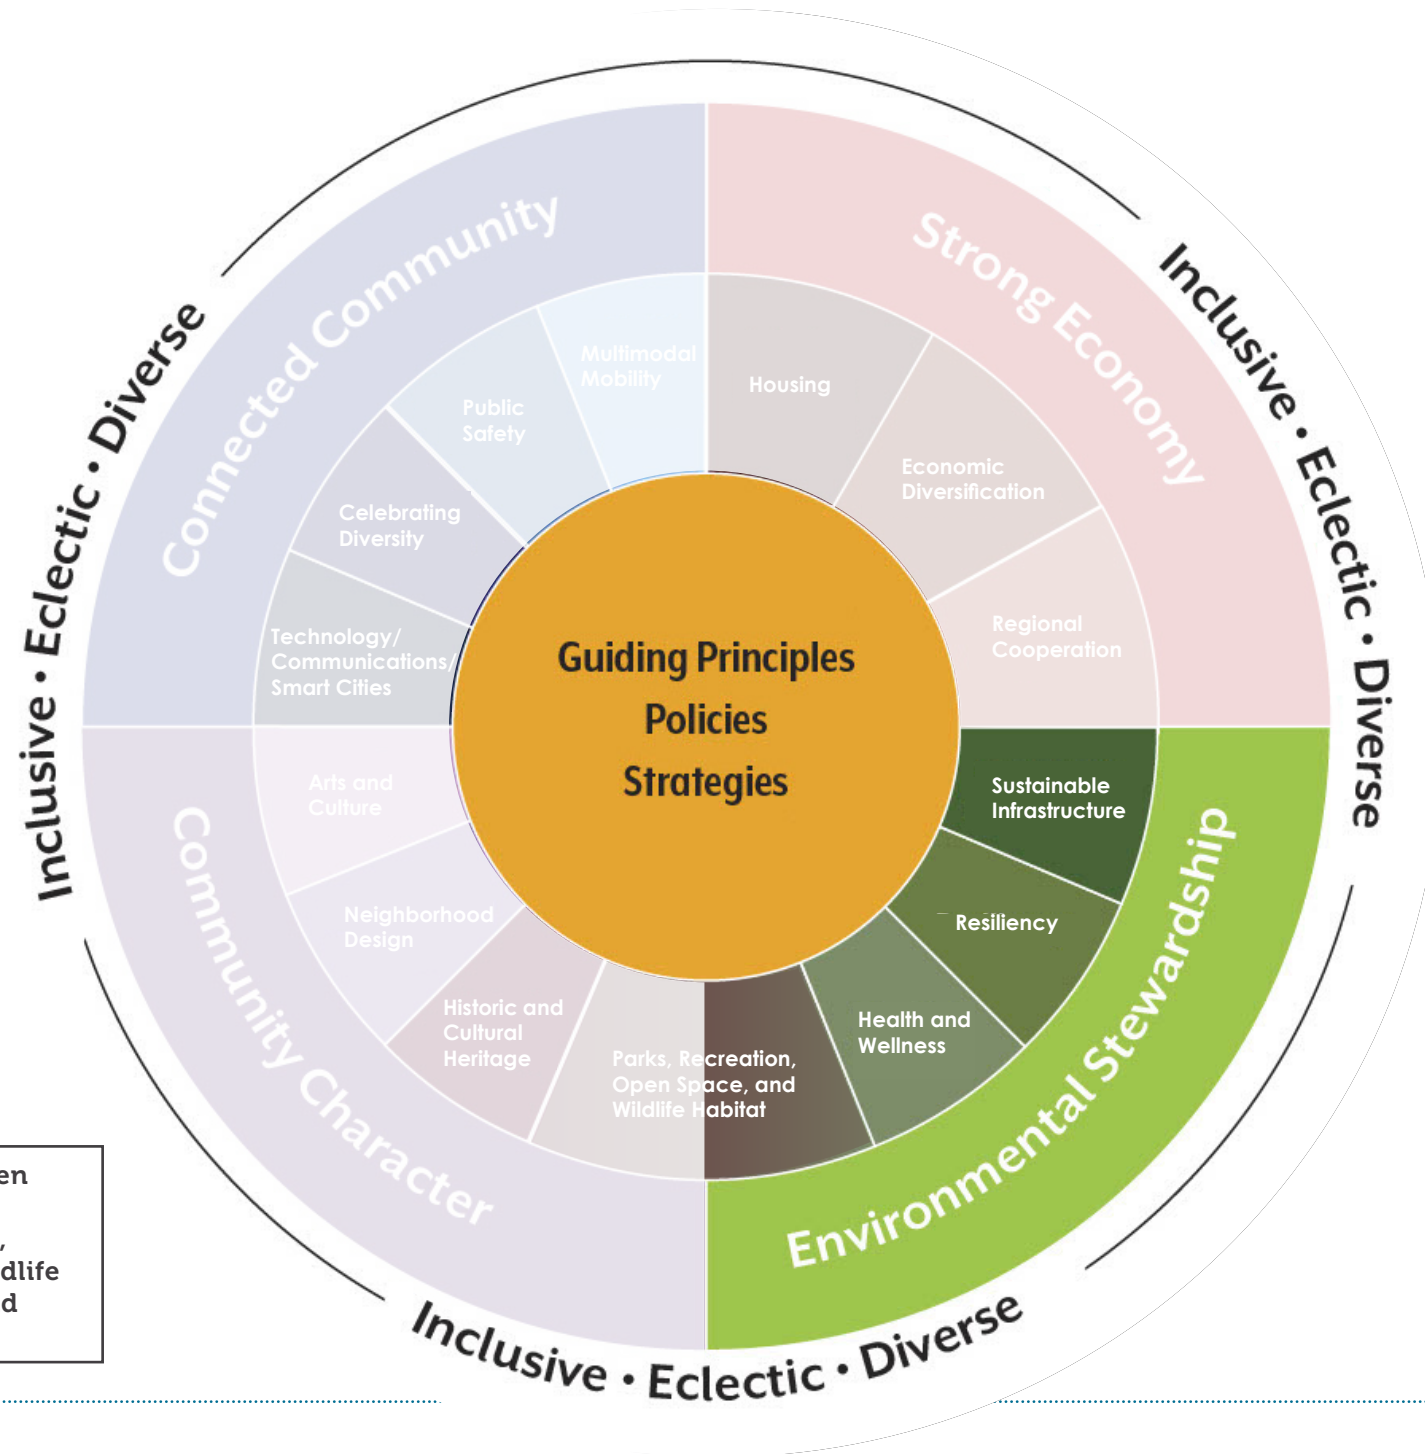 Connected Community
Strong Economy
Inclusive • Eclectic • Diverse
Inclusive • Eclectic • Diverse
Multimodal
Mobility
Housing
Public
Safety
Economic
Diversification
Celebrating
Diversity
Technology/
Communications/
Smart Cities
Regional
Cooperation
Guiding Principles
Policies
Strategies
Arts and
Culture
Sustainable
Infrastructure
Neighborhood
Design
Resiliency
Historic and
Cultural
Heritage
Health and
Wellness
Parks, Recreation,
Open Space, and
Wildlife Habitat
Community Character
Environmental Stewardship
Inclusive • Eclectic • Diverse